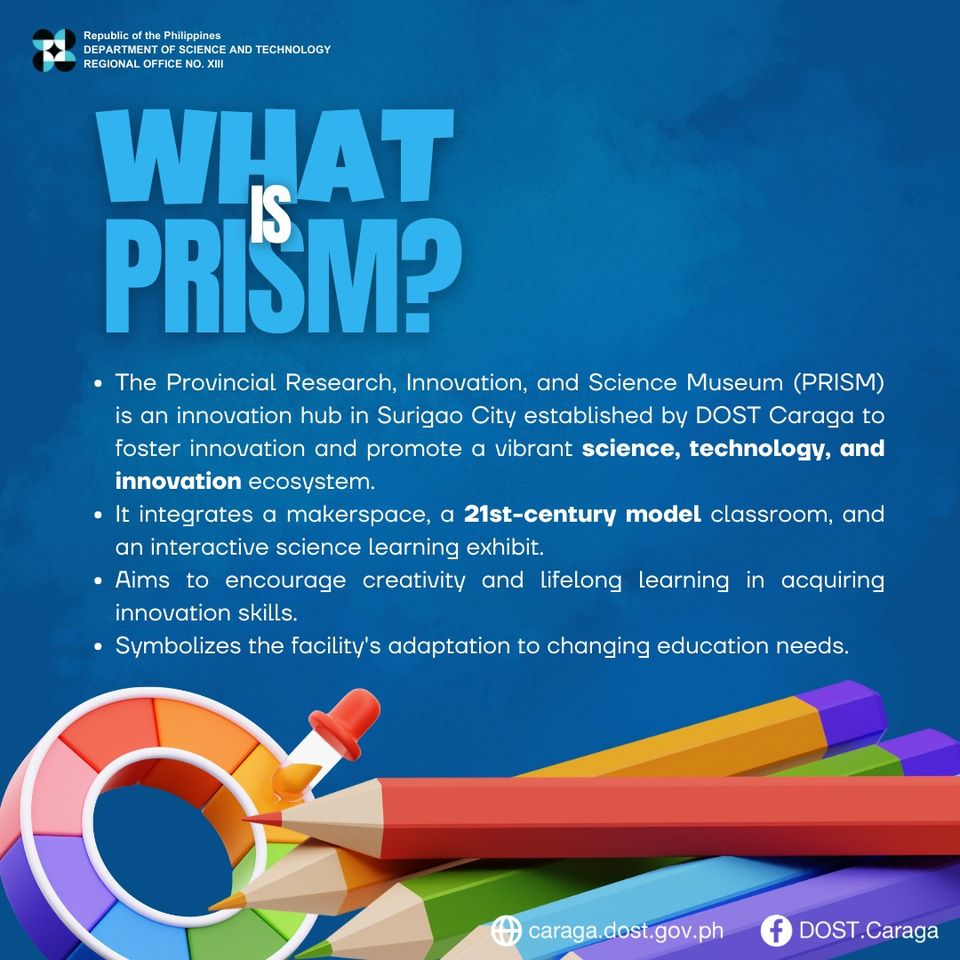 Republic of the Philippines
DEPARTMENT OF SCIENCE AND TECHNOLOGY
REGIONAL OFFICE NO. XIII
WHAT
IS
PRISM?
• The Provincial Research, Innovation, and Science Museum (PRISM)
is an innovation hub in Surigao City established by DOST Caraga to
foster innovation and promote a vibrant science, technology, and
innovation ecosystem.
• It integrates a makerspace, a 21st-century model classroom, and
an interactive science learning exhibit.
• Aims to encourage creativity and lifelong learning in acquiring
innovation skills.
• Symbolizes the facility's adaptation to changing education needs.
caraga.dost.gov.ph
DOST.Caraga